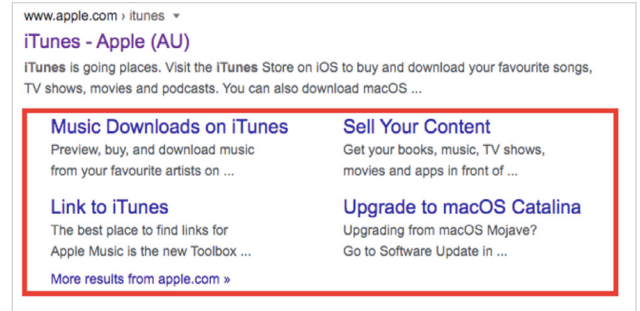 www.apple.com › itunes
iTunes - Apple (AU)
iTunes is going places. Visit the iTunes Store on iOS to buy and download your favourite songs,
TV shows, movies and podcasts. You can also download macOS ...
Music Downloads on iTunes
Preview, buy, and download music
from your favourite artists on ...
Sell Your Content
Get your books, music, TV shows,
movies and apps in front of ...
Link to iTunes
The best place to find links for
Apple Music is the new Toolbox ...
Upgrade to macOS Catalina
Upgrading from macOS Mojave?
Go to Software Update in ...
More results from apple.com »